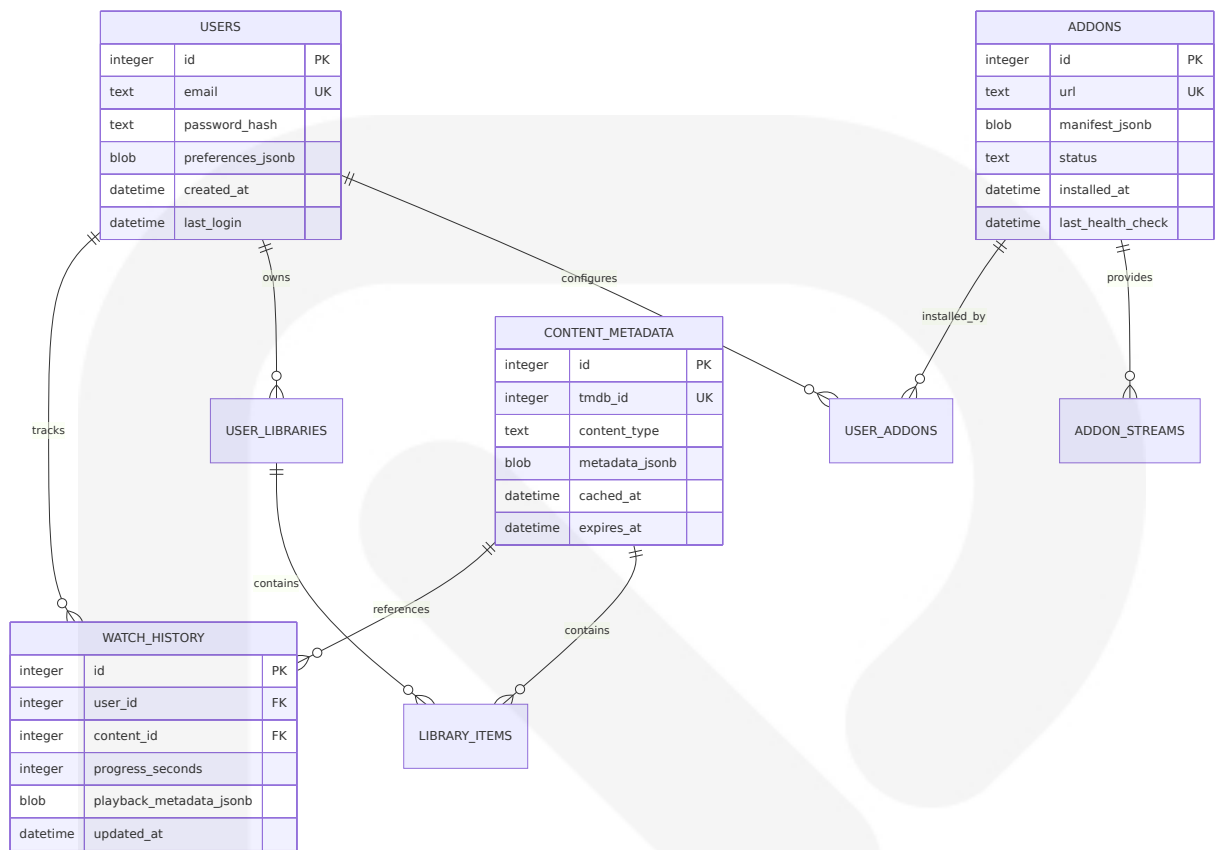 USERS
integer id PK
text email UK
text password_hash
blob preferences_jsonb
datetime created_at
datetime last_login
ADDONS
integer id PK
text url UK
blob manifest_jsonb
text status
datetime installed_at
datetime last_health_check
owns
configures
provides
installed_by
CONTENT_METADATA
integer id PK
integer tmdb_id UK
text content_type
blob metadata_jsonb
datetime cached_at
datetime expires_at
tracks
USER_LIBRARIES
USER_ADDONS
ADDON_STREAMS
contains
references
contains
WATCH_HISTORY
integer id PK
integer user_id FK
integer content_id FK
integer progress_seconds
blob playback_metadata_jsonb
datetime updated_at
LIBRARY_ITEMS